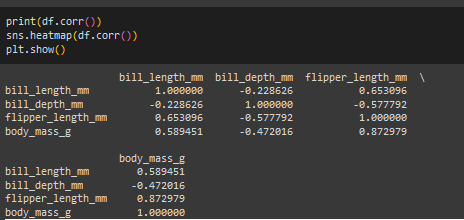 print(df.corr())
sns.heatmap(df.corr())
plt.show()
bill_length_mm bill_depth_mm flipper_length_mm \
bill_length_mm 1.000000 -0.228626 0.653096
bill_depth_mm -0.228626 1.000000 -0.577792
flipper_length_mm 0.653096 -0.577792 1.000000
body_mass_g 0.589451 -0.472016 0.872979
body_mass_g
bill_length_mm 0.589451
bill_depth_mm -0.472016
flipper_length_mm 0.872979
body_mass_g 1.000000